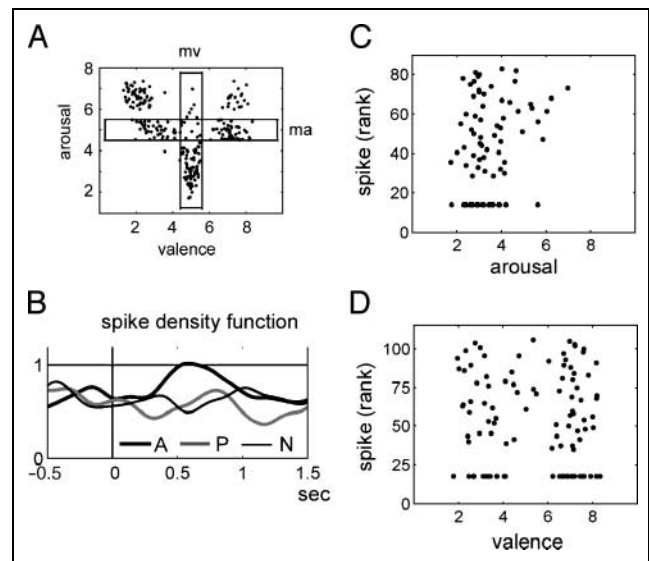 A
mv
8
6
4
2
arousal
ma
2 4 6 8
valence
B
spike density function
1
0
A P N
-0.5 0 0.5 1 1.5
sec
C
80
60
40
20
0
spike (rank)
2 4 6 8
arousal
D
100
75
50
25
0
spike (rank)
2 4 6 8
valence